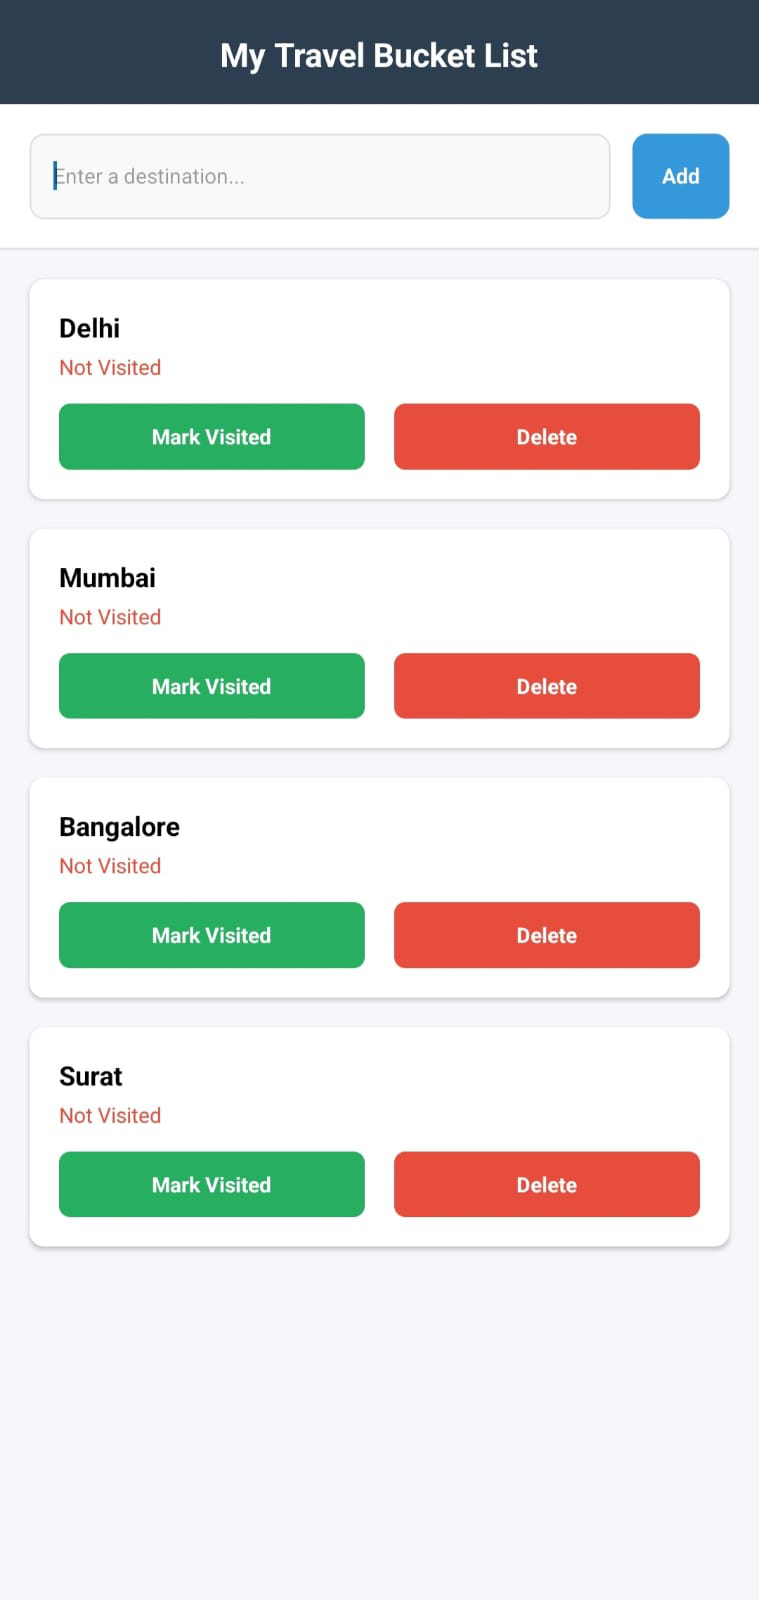 My Travel Bucket List
Enter a destination...
Add
Delhi
Not Visited
Mark Visited
Delete
Mumbai
Not Visited
Mark Visited
Delete
Bangalore
Not Visited
Mark Visited
Delete
Surat
Not Visited
Mark Visited
Delete